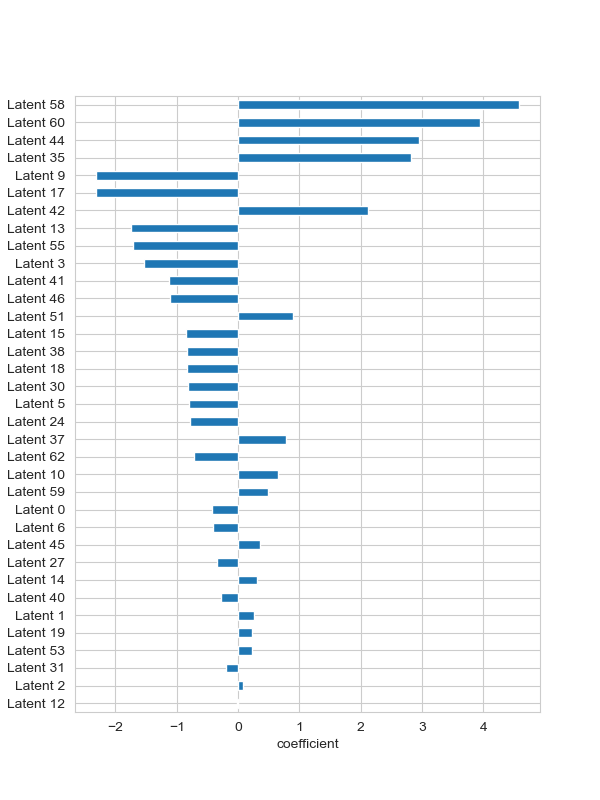 Latent 58
Latent 60
Latent 44
Latent 35
Latent 9
Latent 17
Latent 42
Latent 13
Latent 55
Latent 3
Latent 41
Latent 46
Latent 51
Latent 15
Latent 38
Latent 18
Latent 30
Latent 5
Latent 24
Latent 37
Latent 62
Latent 10
Latent 59
Latent 0
Latent 6
Latent 45
Latent 27
Latent 14
Latent 40
Latent 1
Latent 19
Latent 53
Latent 31
Latent 2
Latent 12
−2 −1 0 1 2 3 4
coefficient